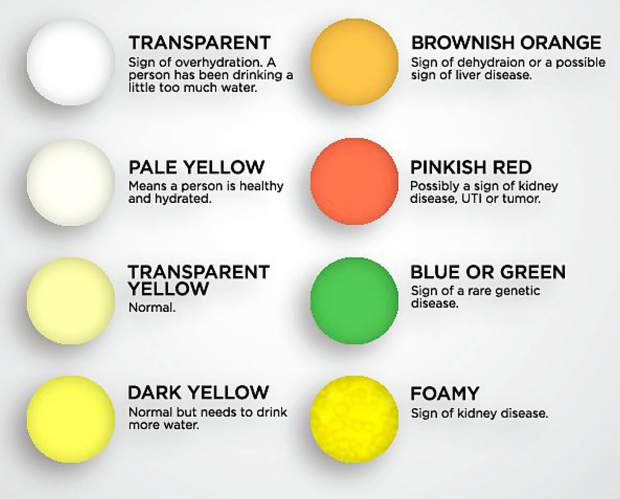 TRANSPARENT
Sign of overhydration. A
person has been drinking a
little too much water.
PALE YELLOW
Means a person is healthy
and hydrated.
TRANSPARENT
YELLOW
Normal.
DARK YELLOW
Normal but needs to drink
more water.
BROWNISH ORANGE
Sign of dehydraion or a possible
sign of liver disease.
PINKISH RED
Possibly a sign of kidney
disease, UTI or tumor.
BLUE OR GREEN
Sign of a rare genetic
disease.
FOAMY
Sign of kidney disease.